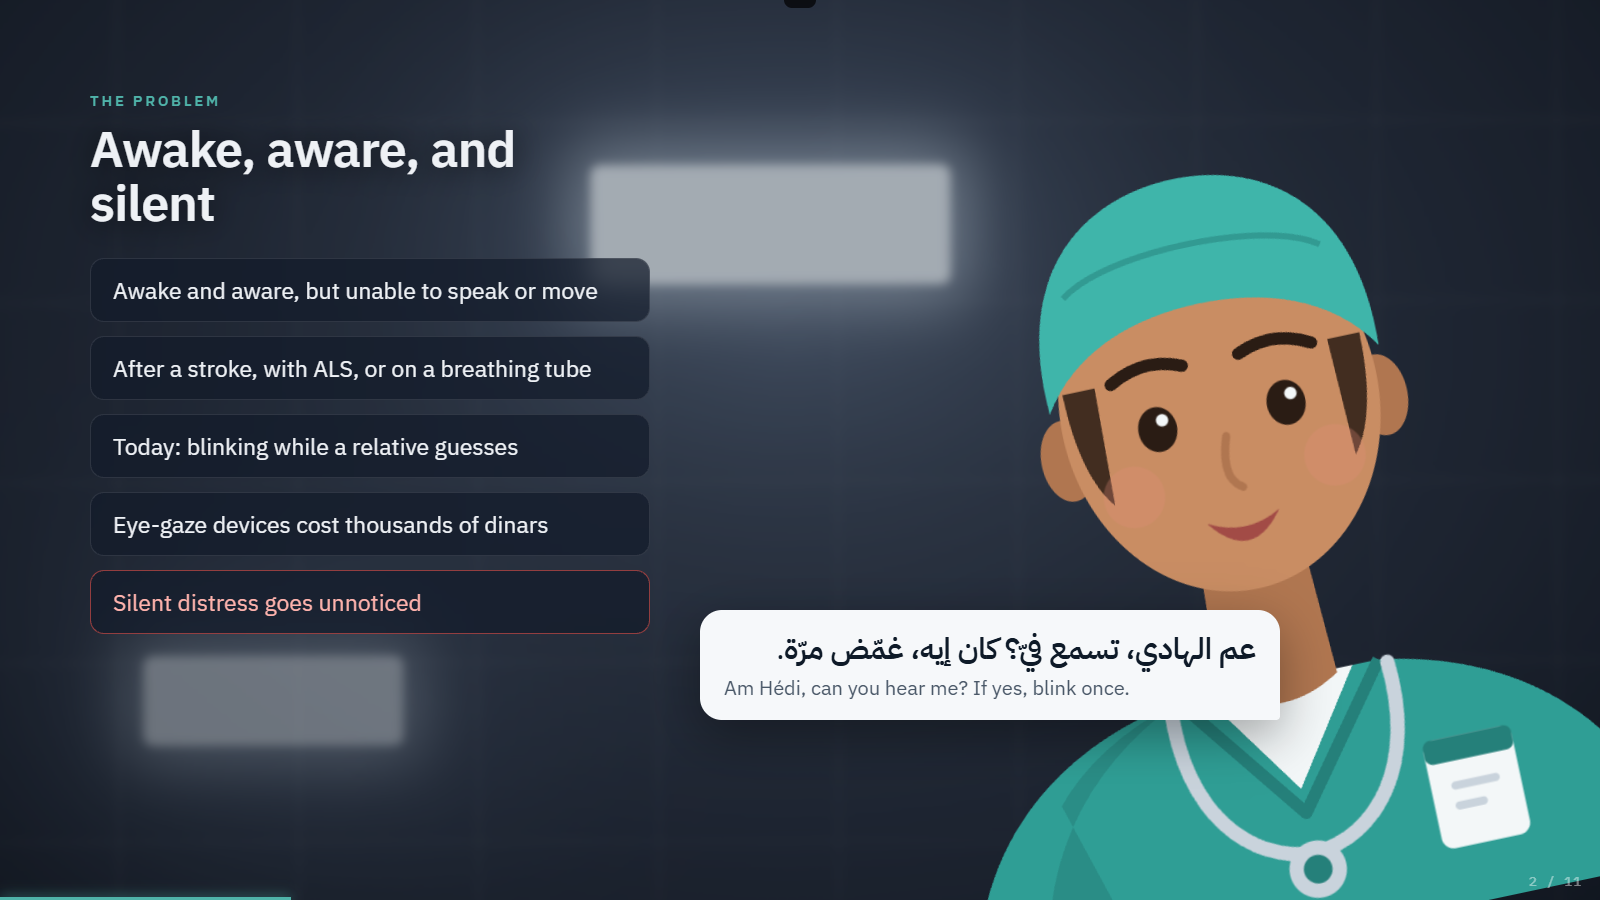 THE PROBLEM
Awake, aware, and
silent
Awake and aware, but unable to speak or move
After a stroke, with ALS, or on a breathing tube
Today: blinking while a relative guesses
Eye-gaze devices cost thousands of dinars
Silent distress goes unnoticed
عم الهادي، تسمع فيّ؟ كان إيه، غمّض مرّة.
Am Hédi, can you hear me? If yes, blink once.
2 / 11